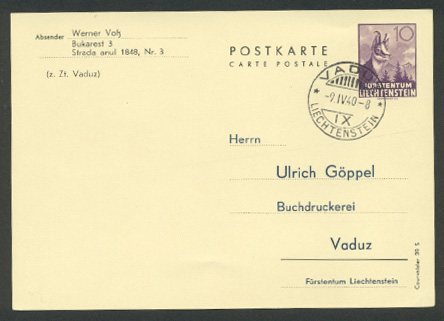 Absender Werner Voß
Bukarest 3
Strada anul 1848, Nr. 3
(z. Zt. Vaduz)
POSTKARTE
CARTE POSTALE
10
FÜRSTENTUM
LIECHTENSTEIN
VADUZ
-9.IV.40-8
IX
LIECHTENSTEIN
Herrn
Ulrich Göppel
Buchdruckerei
Vaduz
Fürstentum Liechtenstein